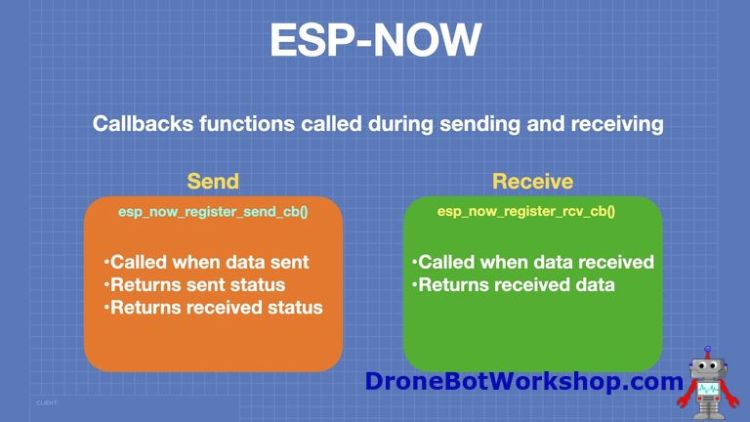 ESP-NOW
Callbacks functions called during sending and receiving
Send
esp_now_register_send_cb()
•Called when data sent
•Returns sent status
•Returns received status
Receive
esp_now_register_rcv_cb()
•Called when data received
•Returns received data
DroneBotWorkshop.com
CLIENT: